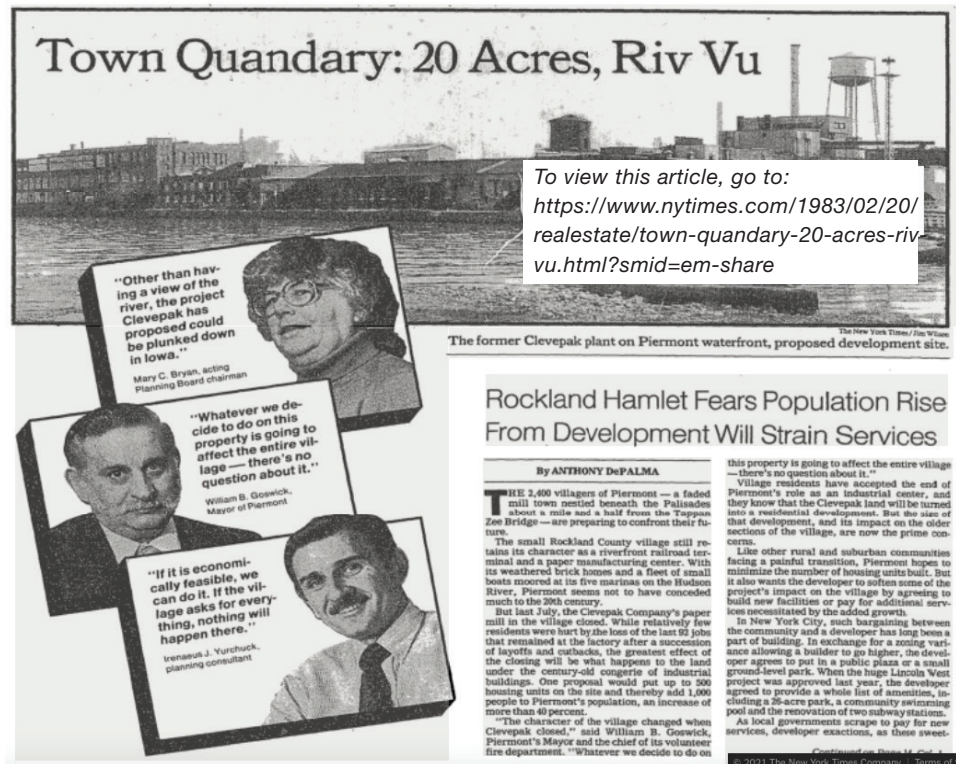 Town Quandary: 20 Acres, Riv Vu
To view this article, go to:
https://www.nytimes.com/1983/02/20/
realestate/town-quandary-20-acres-riv-
vu.html?smid=em-share
"Other than hav-
ing a view of the
river, the project
Clevepak has
proposed could
be plunked down
in Iowa."
Mary C. Bryan, acting
Planning Board chairman
"Whatever we de-
cide to do on this
property is going to
affect the entire vil-
lage — there's no
question about it."
William B. Goswick,
Mayor of Piermont
"If it is economi-
cally feasible, we
can do it. If the vil-
lage asks for every-
thing, nothing will
happen there."
Irenaeus J. Yurchuck,
planning consultant
The New York Times / Jim Wilson
The former Clevepak plant on Piermont waterfront, proposed development site.
Rockland Hamlet Fears Population Rise
From Development Will Strain Services
By ANTHONY DePALMA
THE 2,400 villagers of Piermont — a faded
mill town nestled beneath the Palisades
about a mile and a half from the Tappan
Zee Bridge — are preparing to confront their fu-
ture.
The small Rockland County village still re-
tains its character as a riverfront railroad ter-
minal and a paper manufacturing center. With
its weathered brick homes and a fleet of small
boats moored at its five marinas on the Hudson
River, Piermont seems not to have conceded
much to the 20th century.
But last July, the Clevepak Company's paper
mill in the village closed. While relatively few
residents were hurt by the loss of the last 92 jobs
that remained at the factory after a succession
of layoffs and cutbacks, the greatest effect of
the closing will be what happens to the land
under the century-old congerie of industrial
buildings. One proposal would put up to 500
housing units on the site and thereby add 1,000
people to Piermont's population, an increase of
more than 40 percent.
"The character of the village changed when
Clevepak closed," said William B. Goswick,
Piermont's Mayor and the chief of its volunteer
fire department. "Whatever we decide to do on
this property is going to affect the entire village
— there's no question about it."
Village residents have accepted the end of
Piermont's role as an industrial center, and
they know that the Clevepak land will be turned
into a residential development. But the size of
that development, and its impact on the older
sections of the village, are now the prime con-
cerns.
Like other rural and suburban communities
facing a painful transition, Piermont hopes to
minimize the number of housing units built. But
it also wants the developer to soften some of the
project's impact on the village by agreeing to
build new facilities or pay for additional serv-
ices necessitated by the added growth.
In New York City, such bargaining between
the community and a developer has long been a
part of building. In exchange for a zoning vari-
ance allowing a builder to go higher, the devel-
oper agrees to put in a public plaza or a small
ground-level park. When the huge Lincoln West
project was approved last year, the developer
agreed to provide a whole list of amenities, in-
cluding a 26-acre park, a community swimming
pool and the renovation of two subway stations.
As local governments scrape to pay for new
services, developer exactions, as these sweet-
Continued on Page
© 2021 The New York Times Company | Terms of